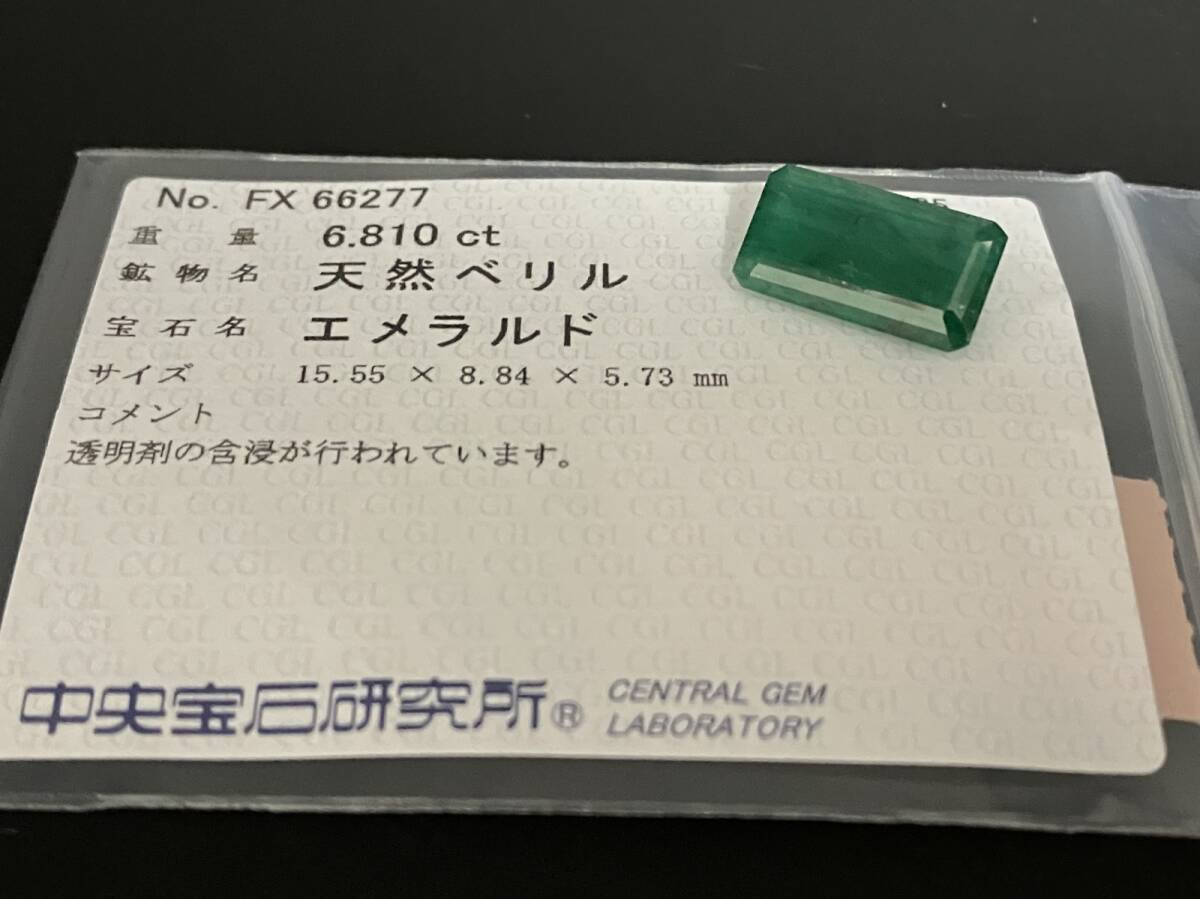 No. FX 66277
重量 6.810 ct
鉱物名 天然ベリル
宝石名 エメラルド
サイズ 15.55 × 8.84 × 5.73 mm
コメント
透明剤の含浸が行われています。
中央宝石研究所® CENTRAL GEM
LABORATORY